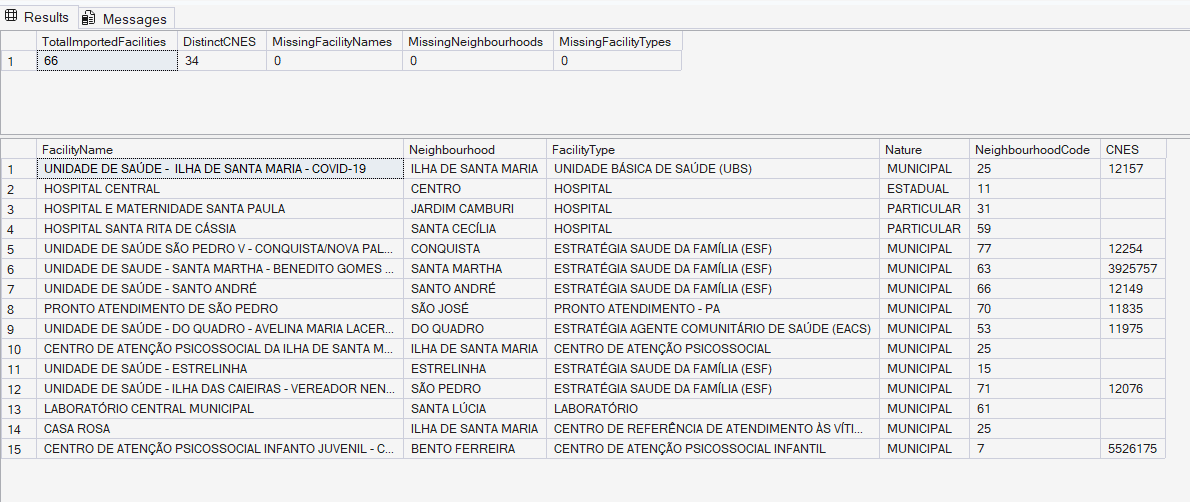 Results Messages
TotalImportedFacilities DistinctCNES MissingFacilityNames MissingNeighbourhoods MissingFacilityTypes
1 66 34 0 0 0
FacilityName Neighbourhood FacilityType Nature NeighbourhoodCode CNES
1 UNIDADE DE SAÚDE - ILHA DE SANTA MARIA - COVID-19 ILHA DE SANTA MARIA UNIDADE BÁSICA DE SAÚDE (UBS) MUNICIPAL 25 12157
2 HOSPITAL CENTRAL CENTRO HOSPITAL ESTADUAL 11
3 HOSPITAL E MATERNIDADE SANTA PAULA JARDIM CAMBURI HOSPITAL PARTICULAR 31
4 HOSPITAL SANTA RITA DE CÁSSIA SANTA CECÍLIA HOSPITAL PARTICULAR 59
5 UNIDADE DE SAÚDE SÃO PEDRO V - CONQUISTA/NOVA PAL... CONQUISTA ESTRATÉGIA SAUDE DA FAMÍLIA (ESF) MUNICIPAL 77 12254
6 UNIDADE DE SAUDE - SANTA MARTHA - BENEDITO GOMES ... SANTA MARTHA ESTRATÉGIA SAUDE DA FAMÍLIA (ESF) MUNICIPAL 63 3925757
7 UNIDADE DE SAUDE - SANTO ANDRÉ SANTO ANDRÉ ESTRATÉGIA SAUDE DA FAMÍLIA (ESF) MUNICIPAL 66 12149
8 PRONTO ATENDIMENTO DE SÃO PEDRO SÃO JOSÉ PRONTO ATENDIMENTO - PA MUNICIPAL 70 11835
9 UNIDADE DE SAUDE - DO QUADRO - AVELINA MARIA LACER... DO QUADRO ESTRATÉGIA AGENTE COMUNITÁRIO DE SAÚDE (EACS) MUNICIPAL 53 11975
10 CENTRO DE ATENÇÃO PSICOSSOCIAL DA ILHA DE SANTA M... ILHA DE SANTA MARIA CENTRO DE ATENÇÃO PSICOSSOCIAL MUNICIPAL 25
11 UNIDADE DE SAUDE - ESTRELINHA ESTRELINHA ESTRATÉGIA SAUDE DA FAMÍLIA (ESF) MUNICIPAL 15
12 UNIDADE DE SAUDE - ILHA DAS CAIEIRAS - VEREADOR NEN... SÃO PEDRO ESTRATÉGIA SAUDE DA FAMÍLIA (ESF) MUNICIPAL 71 12076
13 LABORATÓRIO CENTRAL MUNICIPAL SANTA LÚCIA LABORATÓRIO MUNICIPAL 61
14 CASA ROSA ILHA DE SANTA MARIA CENTRO DE REFERÊNCIA DE ATENDIMENTO ÀS VÍTI... MUNICIPAL 25
15 CENTRO DE ATENÇÃO PSICOSSOCIAL INFANTO JUVENIL - C... BENTO FERREIRA CENTRO DE ATENÇÃO PSICOSSOCIAL INFANTIL MUNICIPAL 7 5526175